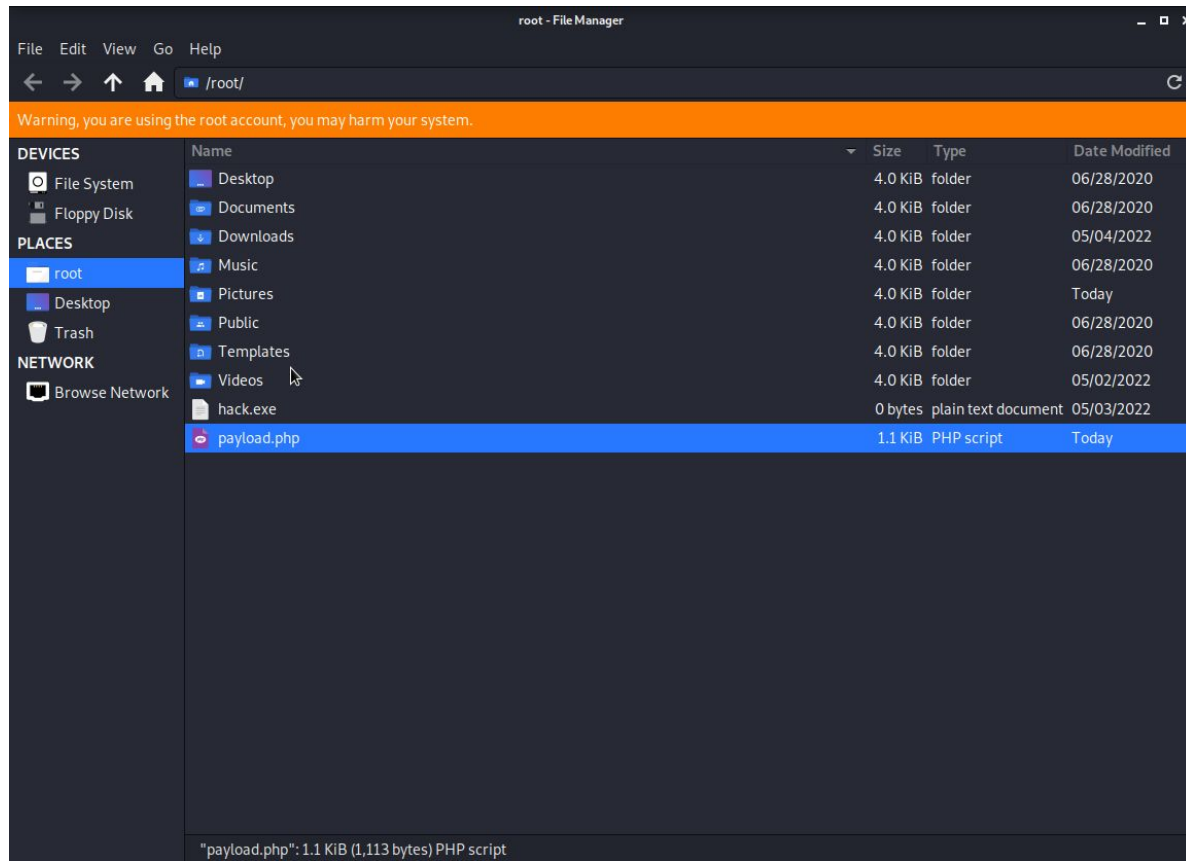 root - File Manager
File Edit View Go Help
/root/
Warning, you are using the root account, you may harm your system.
DEVICES
File System
Floppy Disk
PLACES
root
Desktop
Trash
NETWORK
Browse Network
Name Size Type Date Modified
Desktop 4.0 KiB folder 06/28/2020
Documents 4.0 KiB folder 06/28/2020
Downloads 4.0 KiB folder 05/04/2022
Music 4.0 KiB folder 06/28/2020
Pictures 4.0 KiB folder Today
Public 4.0 KiB folder 06/28/2020
Templates 4.0 KiB folder 06/28/2020
Videos 4.0 KiB folder 05/02/2022
hack.exe 0 bytes plain text document 05/03/2022
payload.php 1.1 KiB PHP script Today
"payload.php": 1.1 KiB (1,113 bytes) PHP script